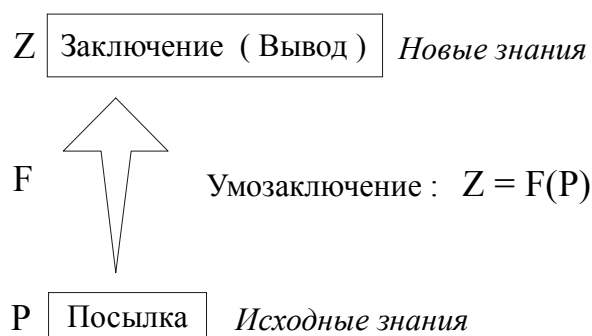 Z Заключение ( Вывод ) Новые знания
F Умозаключение : Z = F(P)
P Посылка Исходные знания